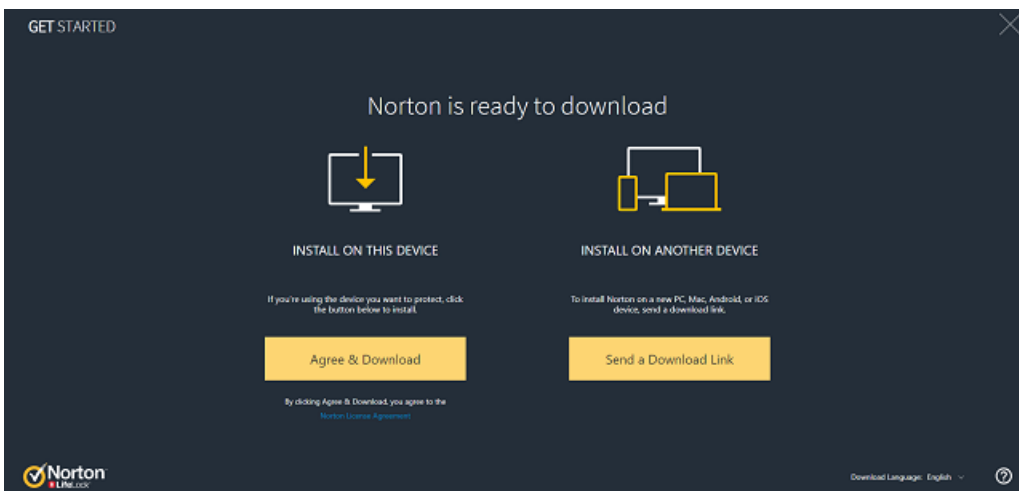 GET STARTED
Norton is ready to download
INSTALL ON THIS DEVICE
If you're using the device you want to protect, click
the button below to install.
Agree & Download
By clicking Agree & Download, you agree to the
Norton License Agreement
INSTALL ON ANOTHER DEVICE
To install Norton on a new PC, Mac, Android, or iOS
device, send a download link.
Send a Download Link
Norton
LifeLock
Download Language: English
?